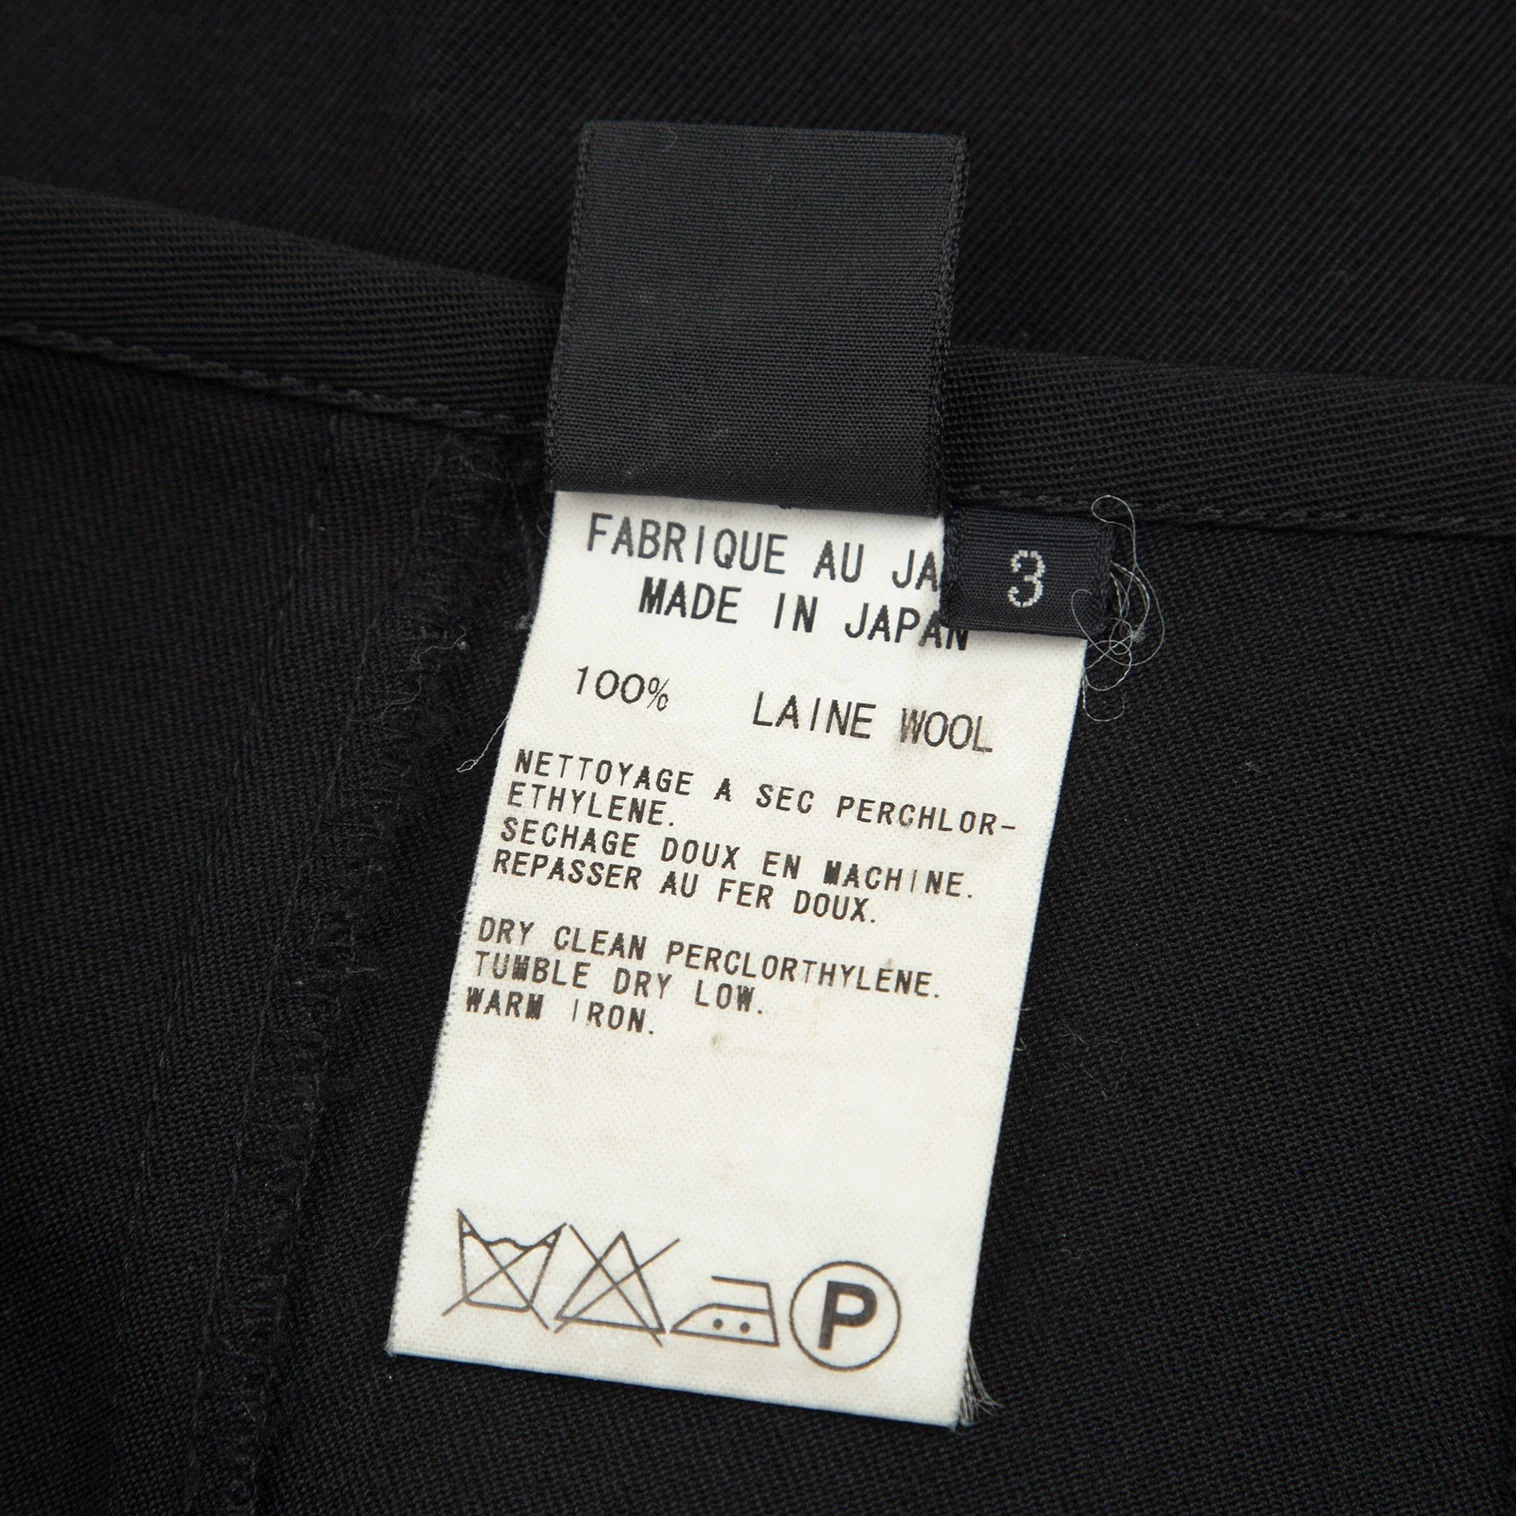 FABRIQUE AU JA
3
MADE IN JAPAN
100% LAINE WOOL
NETTOYAGE A SEC PERCHLOR-
ETHYLENE.
SECHAGE DOUX EN MACHINE.
REPASSER AU FER DOUX.
DRY CLEAN PERCLORTHYLENE.
TUMBLE DRY LOW.
WARM IRON.
P